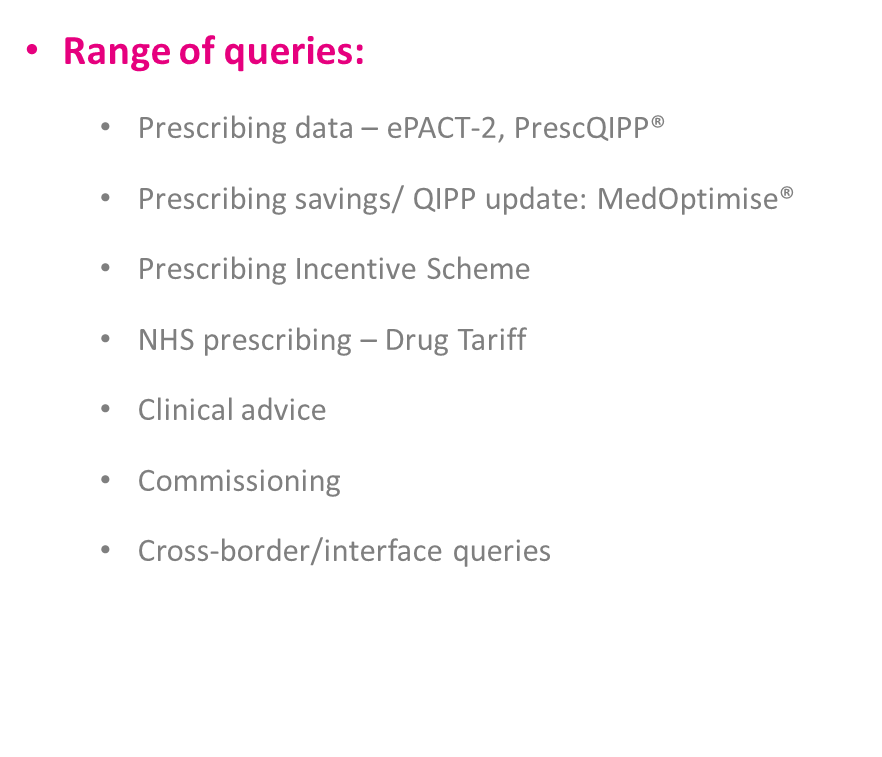 • Range of queries:
• Prescribing data – ePACT-2, PrescQIPP®
• Prescribing savings/ QIPP update: MedOptimise®
• Prescribing Incentive Scheme
• NHS prescribing – Drug Tariff
• Clinical advice
• Commissioning
• Cross-border/interface queries